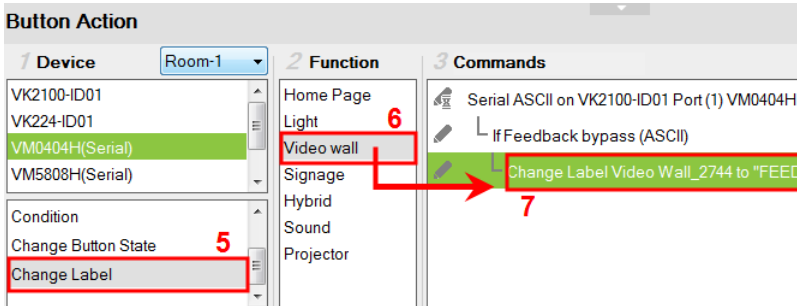 Button Action
1 Device
Room-1
2 Function
3 Commands
VK2100-ID01
VK224-ID01
VM0404H(Serial)
VM5808H(Serial)
Condition
Change Button State
5
Change Label
Home Page
Light
6
Video wall
Signage
Hybrid
Sound
Projector
Serial ASCII on VK2100-ID01 Port (1) VM0404H
If Feedback bypass (ASCII)
Change Label Video Wall_2744 to "FEED
7